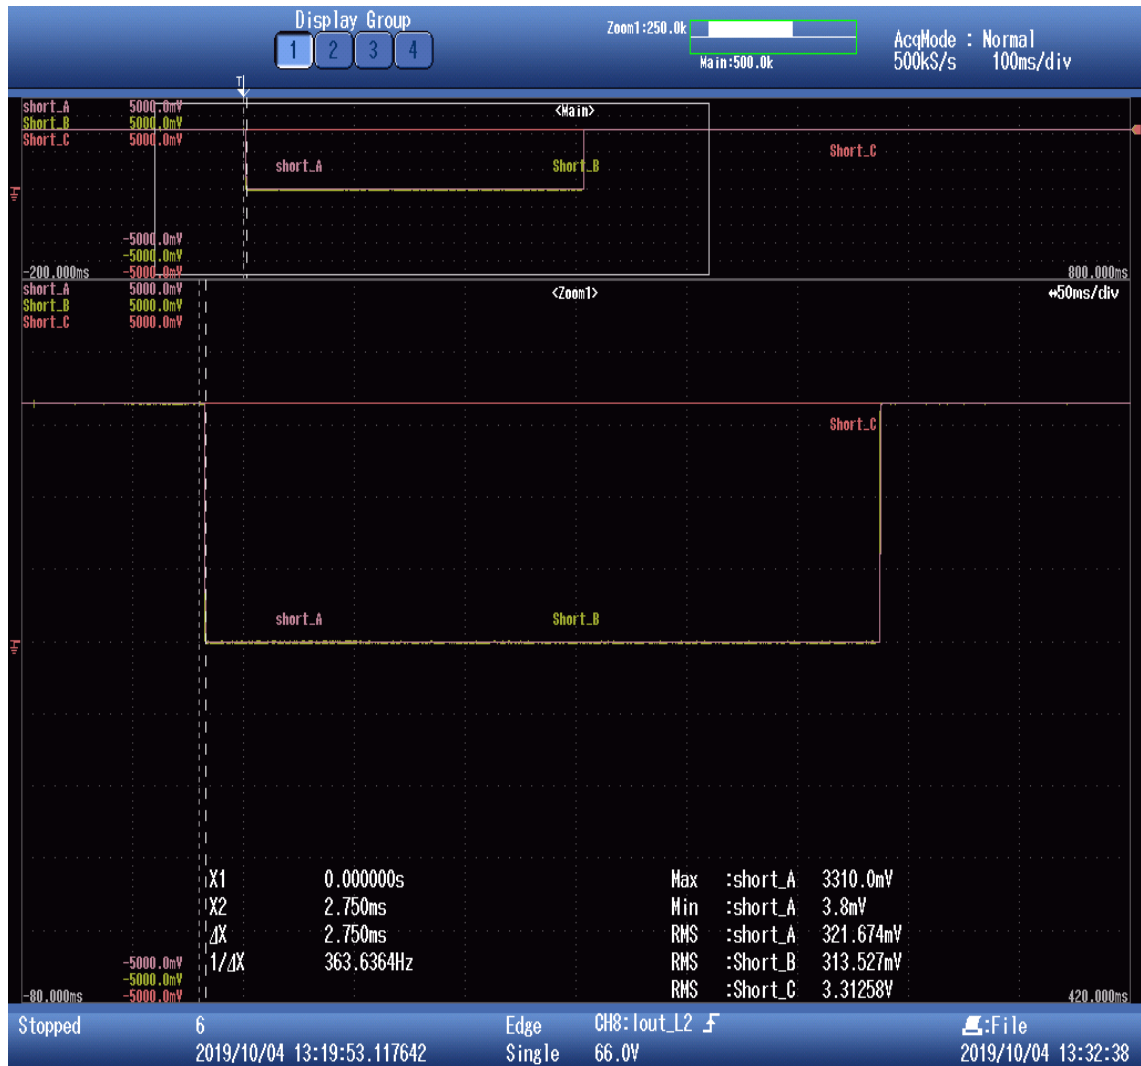 Display Group
1 2 3 4
Zoom1:250.0k
Main:500.0k
AcqMode : Normal
500kS/s 100ms/div
T
short_A 5000.0mV
Short_B 5000.0mV
Short_C 5000.0mV
<Main>
short_A Short_B Short_C
-5000.0mV
-5000.0mV
-200.000ms -5000.0mV 800.000ms
short_A 5000.0mV
Short_B 5000.0mV
Short_C 5000.0mV
<Zoom1>
↔50ms/div
Short_C
short_A Short_B
X1 0.000000s
X2 2.750ms
⊿X 2.750ms
1/⊿X 363.6364Hz
Max :short_A 3310.0mV
Min :short_A 3.8mV
RMS :short_A 321.674mV
RMS :Short_B 313.527mV
RMS :Short_C 3.31258V
-5000.0mV
-5000.0mV
-80.000ms -5000.0mV 420.000ms
Stopped 6 Edge CH8:Iout_L2 :File
2019/10/04 13:19:53.117642 Single 66.0V 2019/10/04 13:32:38